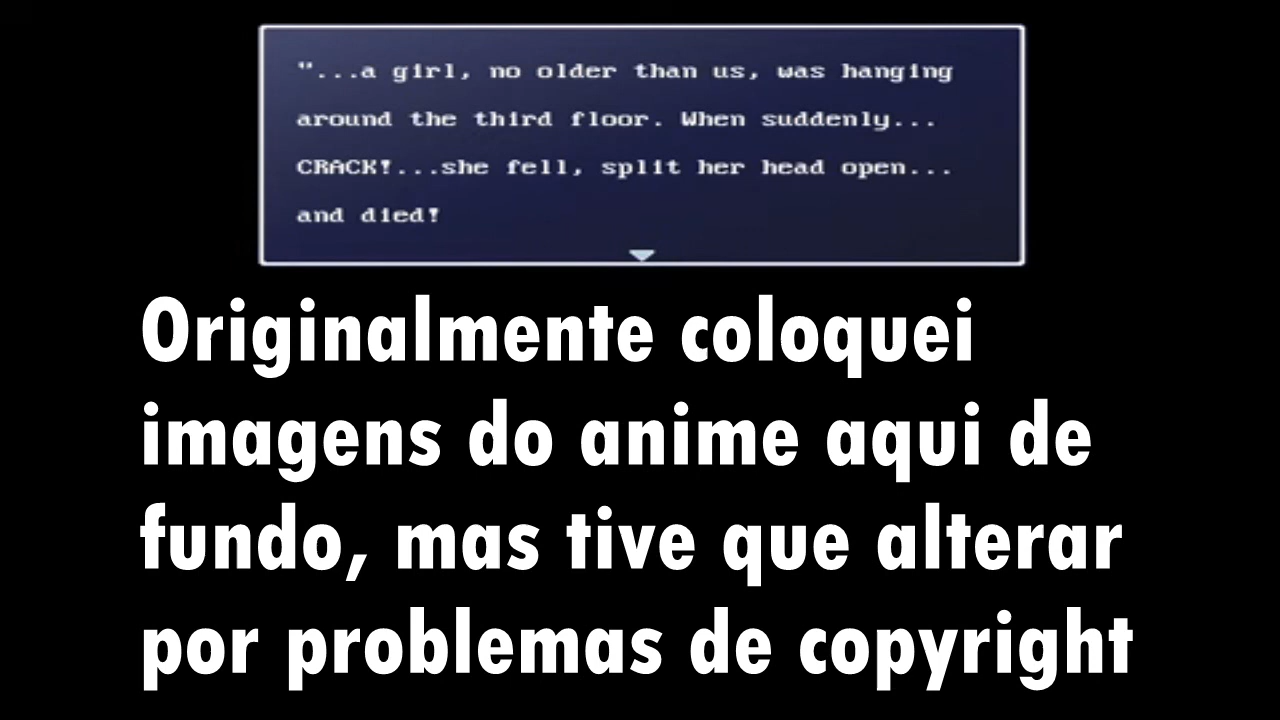 "...a girl, no older than us, was hanging
around the third floor. When suddenly...
CRACK!...she fell, split her head open...
and died!
Originalmente coloquei
imagens do anime aqui de
fundo, mas tive que alterar
por problemas de copyright